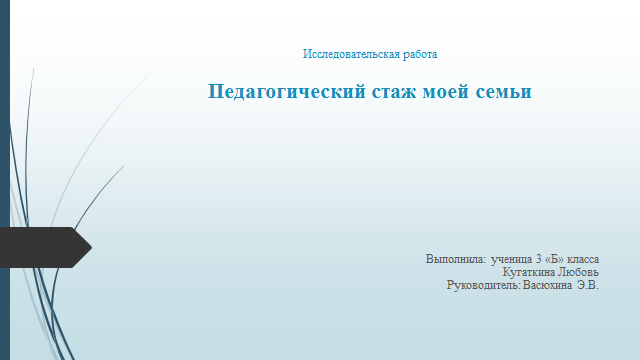 Исследовательская работа
Педагогический стаж моей семьи
Выполнила: ученица 3 «Б» класса
Кугаткина Любовь
Руководитель: Васюхина Э.В.